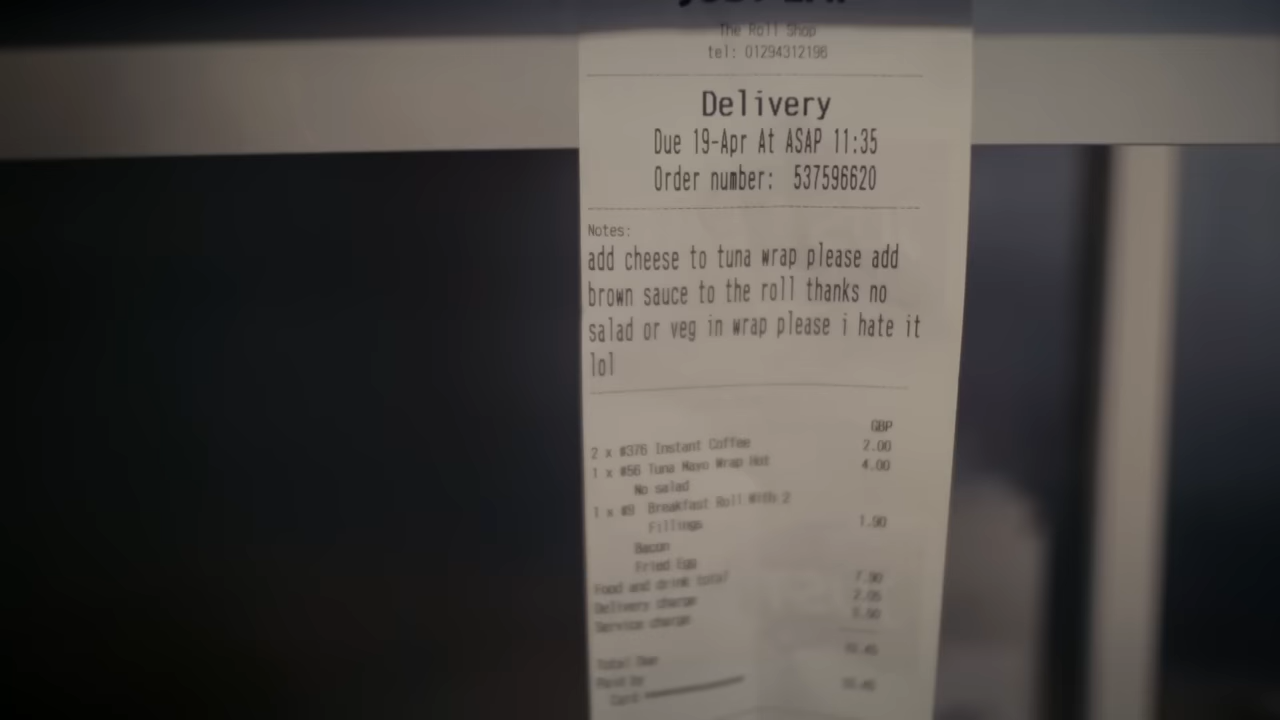 The Roll Shop
tel: 01294312196
Delivery
Due 19-Apr At ASAP 11:35
Order number: 537596620
Notes:
add cheese to tuna wrap please add
brown sauce to the roll thanks no
salad or veg in wrap please i hate it
lol
GBP
2 x #376 Instant Coffee 2.00
1 x #56 Tuna Mayo Wrap Hot 4.00
No salad
1 x #9 Breakfast Roll With 2
Fillings 1.90
Bacon
Fried Egg
Food and drink total 7.90
Delivery charge 2.05
Service charge
Total Due
Paid by
Card